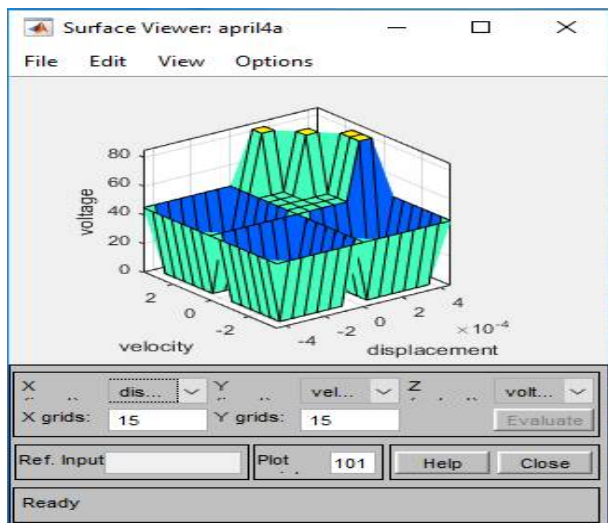 Surface Viewer: april4a
File Edit View Options
80
60
40
20
0
voltage
2
0
-2
velocity
-4
-2
0
2
4
×10⁻⁴
displacement
X dis... Y vel... Z volt...
X grids: 15 Y grids: 15 Evaluate
Ref. Input Plot 101 Help Close
Ready